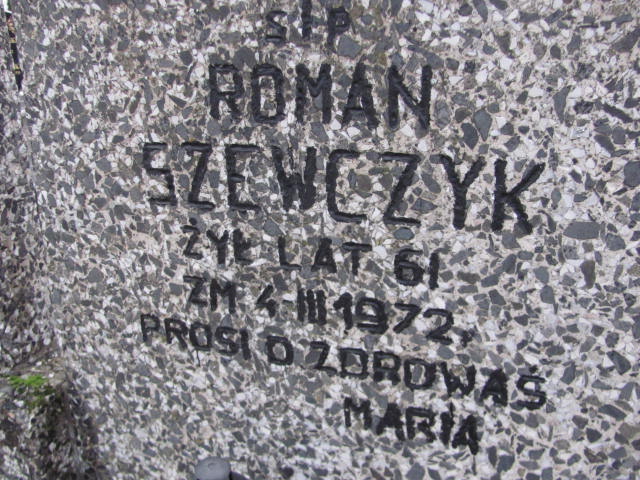 Ś|P
ROMAN
SZEWCZYK
ŻYŁ LAT 61
ZM 4 III 1972,
PROSI O ZDROWAŚ
MARIA